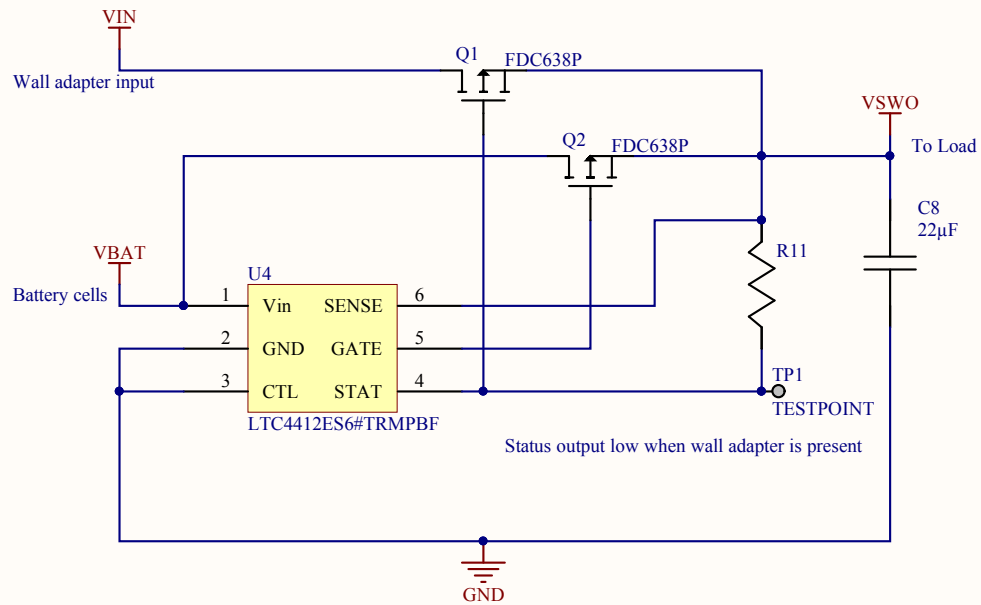 VIN
Wall adapter input
Q1
FDC638P
Q2
FDC638P
VSWO
To Load
C8
22µF
VBAT
Battery cells
U4
R11
1 Vin SENSE 6
2 GND GATE 5
3 CTL STAT 4
LTC4412ES6#TRMPBF
TP1
TESTPOINT
Status output low when wall adapter is present
GND